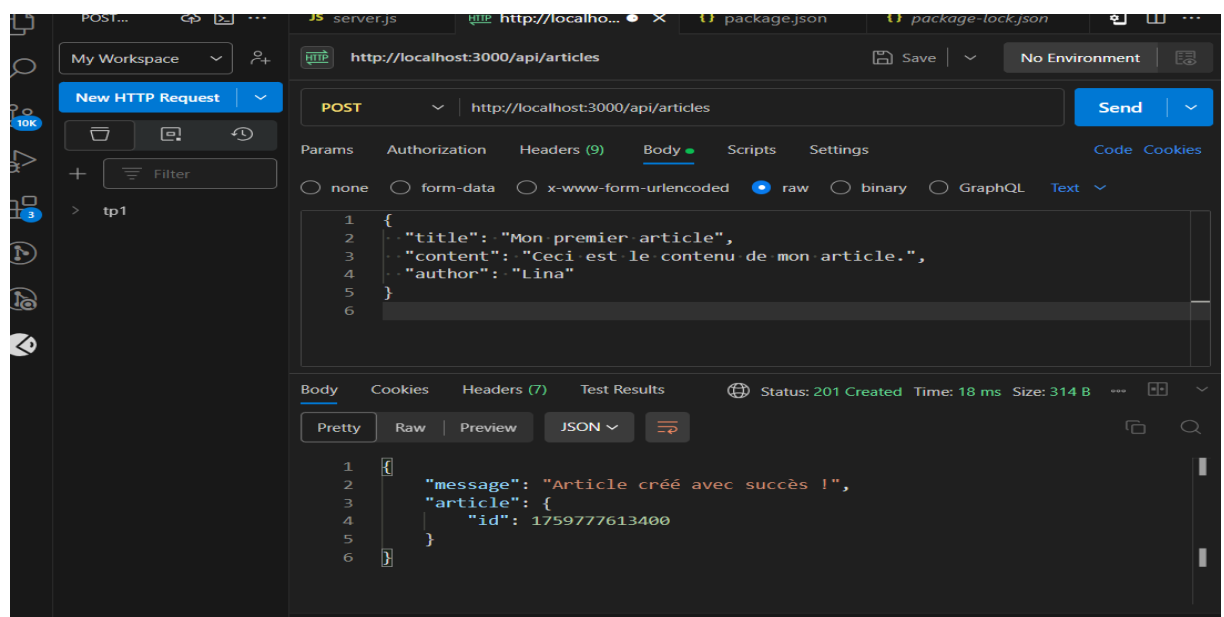 POST...
JS server.js HTTP http://localho... ● × {} package.json {} package-lock.json ...
My Workspace
HTTP http://localhost:3000/api/articles Save No Environment
New HTTP Request
POST http://localhost:3000/api/articles Send
10K
Params Authorization Headers (9) Body Scripts Settings Code Cookies
+ Filter
none form-data x-www-form-urlencoded raw binary GraphQL Text
3
> tp1
1 {
2 "title": "Mon premier article",
3 "content": "Ceci est le contenu de mon article.",
4 "author": "Lina"
5 }
6
Body Cookies Headers (7) Test Results Status: 201 Created Time: 18 ms Size: 314 B
Pretty Raw Preview JSON
1 {
2 "message": "Article créé avec succès !",
3 "article": {
4 "id": 1759777613400
5 }
6 }